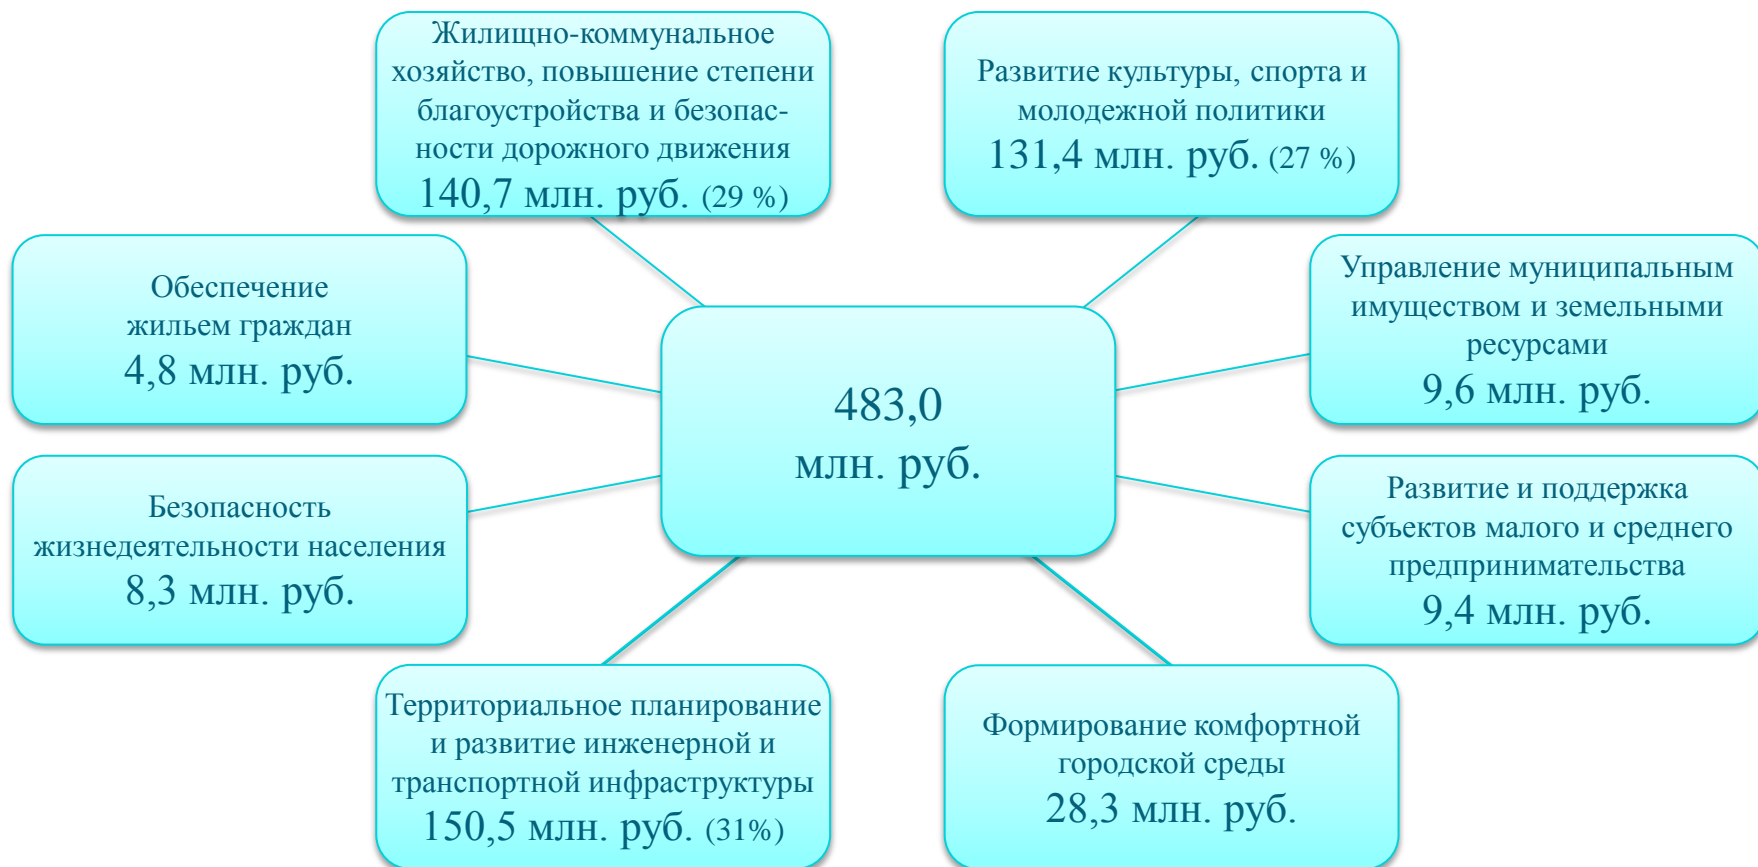 Жилищно-коммунальное
хозяйство, повышение степени
благоустройства и безопас-
ности дорожного движения
140,7 млн. руб. (29 %)
Развитие культуры, спорта и
молодежной политики
131,4 млн. руб. (27 %)
Обеспечение
жильем граждан
4,8 млн. руб.
Управление муниципальным
имуществом и земельными
ресурсами
9,6 млн. руб.
483,0
млн. руб.
Безопасность
жизнедеятельности населения
8,3 млн. руб.
Развитие и поддержка
субъектов малого и среднего
предпринимательства
9,4 млн. руб.
Территориальное планирование
и развитие инженерной и
транспортной инфраструктуры
150,5 млн. руб. (31%)
Формирование комфортной
городской среды
28,3 млн. руб.